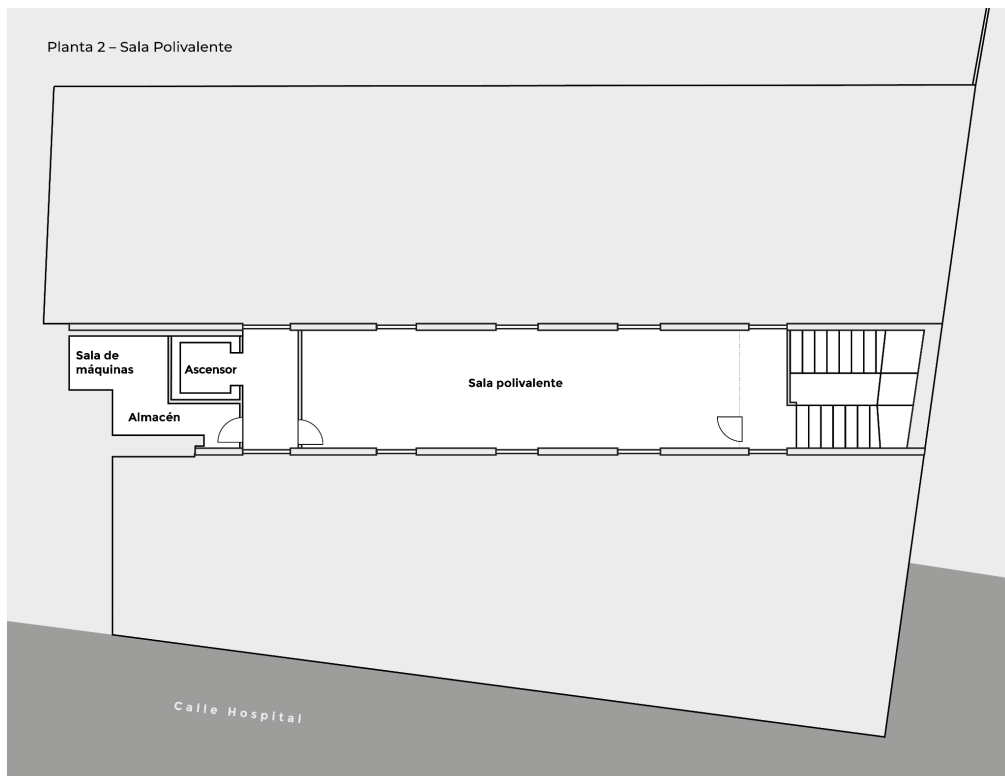 Planta 2 – Sala Polivalente
Sala de
máquinas
Ascensor
Sala polivalente
Almacén
Calle Hospital